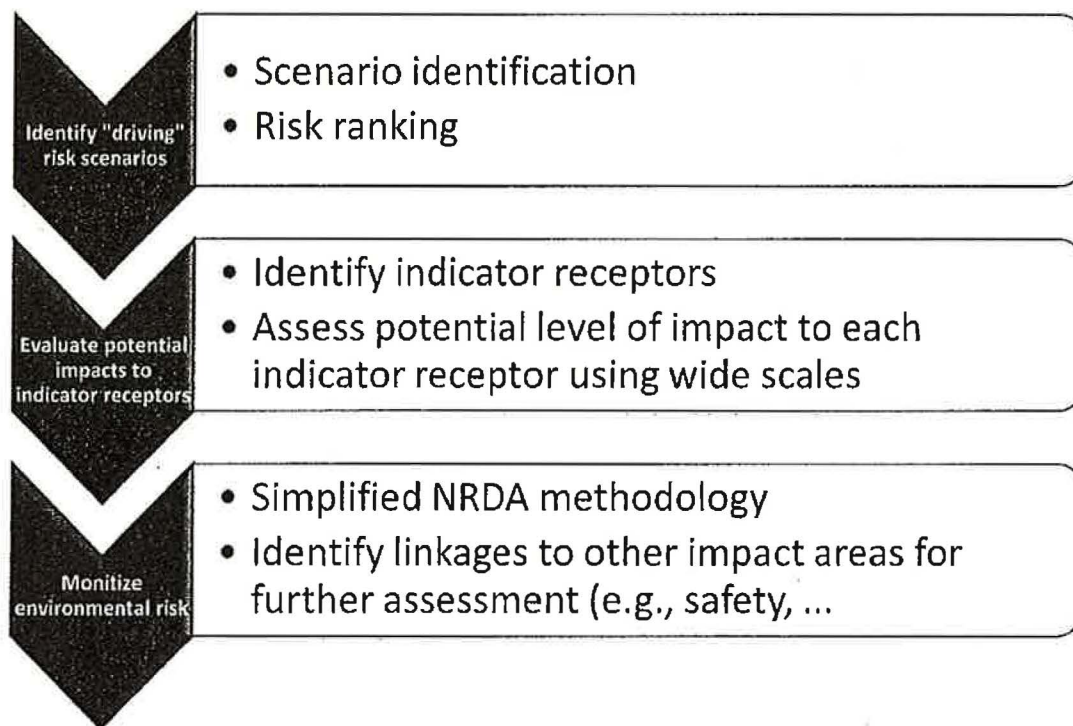 Identify "driving"
risk scenarios
• Scenario identification
• Risk ranking
Evaluate potential
impacts to
indicator receptors
• Identify indicator receptors
• Assess potential level of impact to each
indicator receptor using wide scales
Monitize
environmental risk
• Simplified NRDA methodology
• Identify linkages to other impact areas for
further assessment (e.g., safety, ...